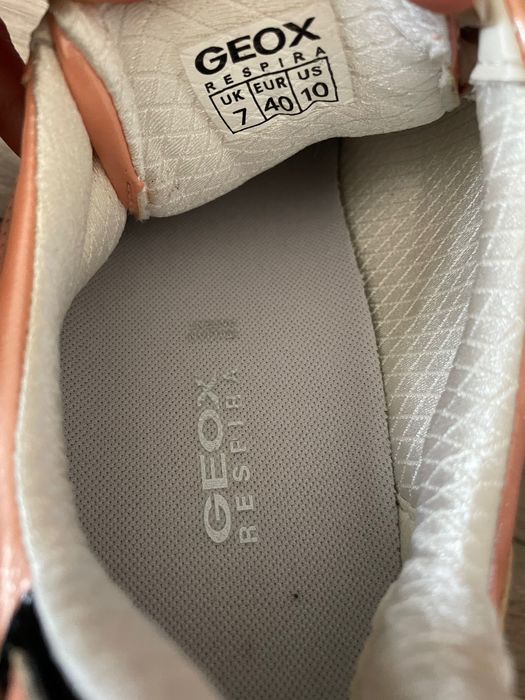 GEOX
RESPIRA
UK EUR US
7 40 10
GEOX
RESPIRA